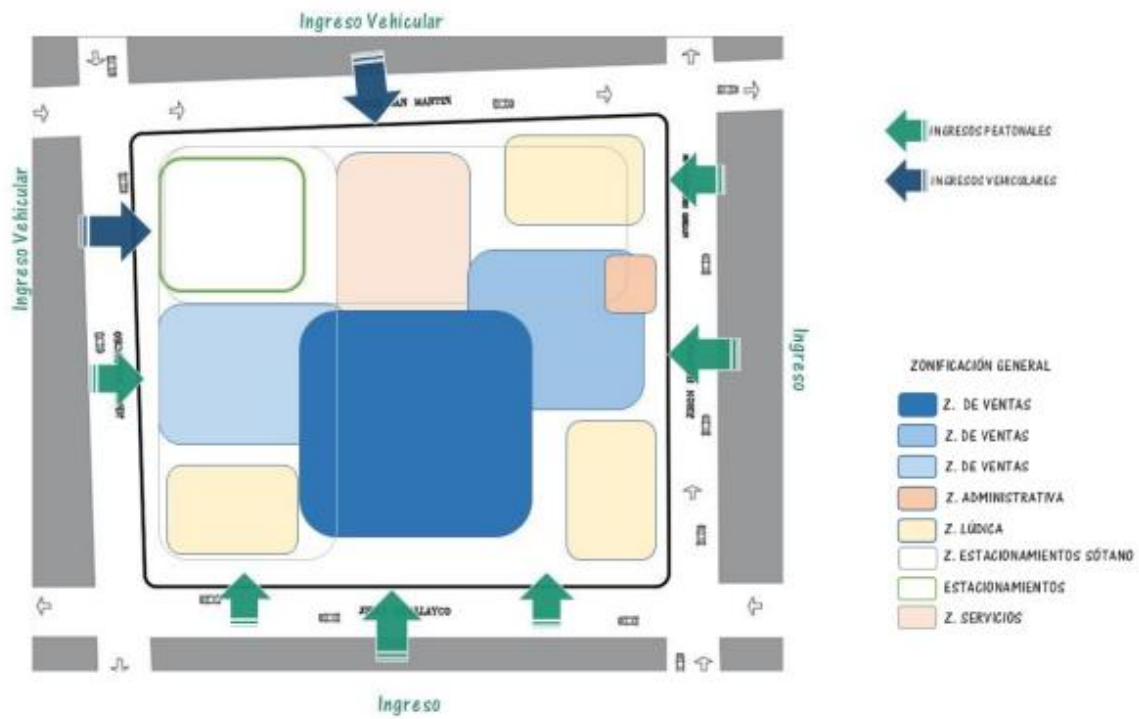 Ingreso Vehicular
MARTIN
INGRESOS PEATONALES
INGRESOS VEHICULARES
Ingreso Vehicular
Ingreso
ZONIFICACIÓN GENERAL
Z. DE VENTAS
Z. DE VENTAS
Z. DE VENTAS
Z. ADMINISTRATIVA
Z. LÚDICA
Z. ESTACIONAMIENTOS SÓTANO
ESTACIONAMIENTOS
Z. SERVICIOS
Ingreso